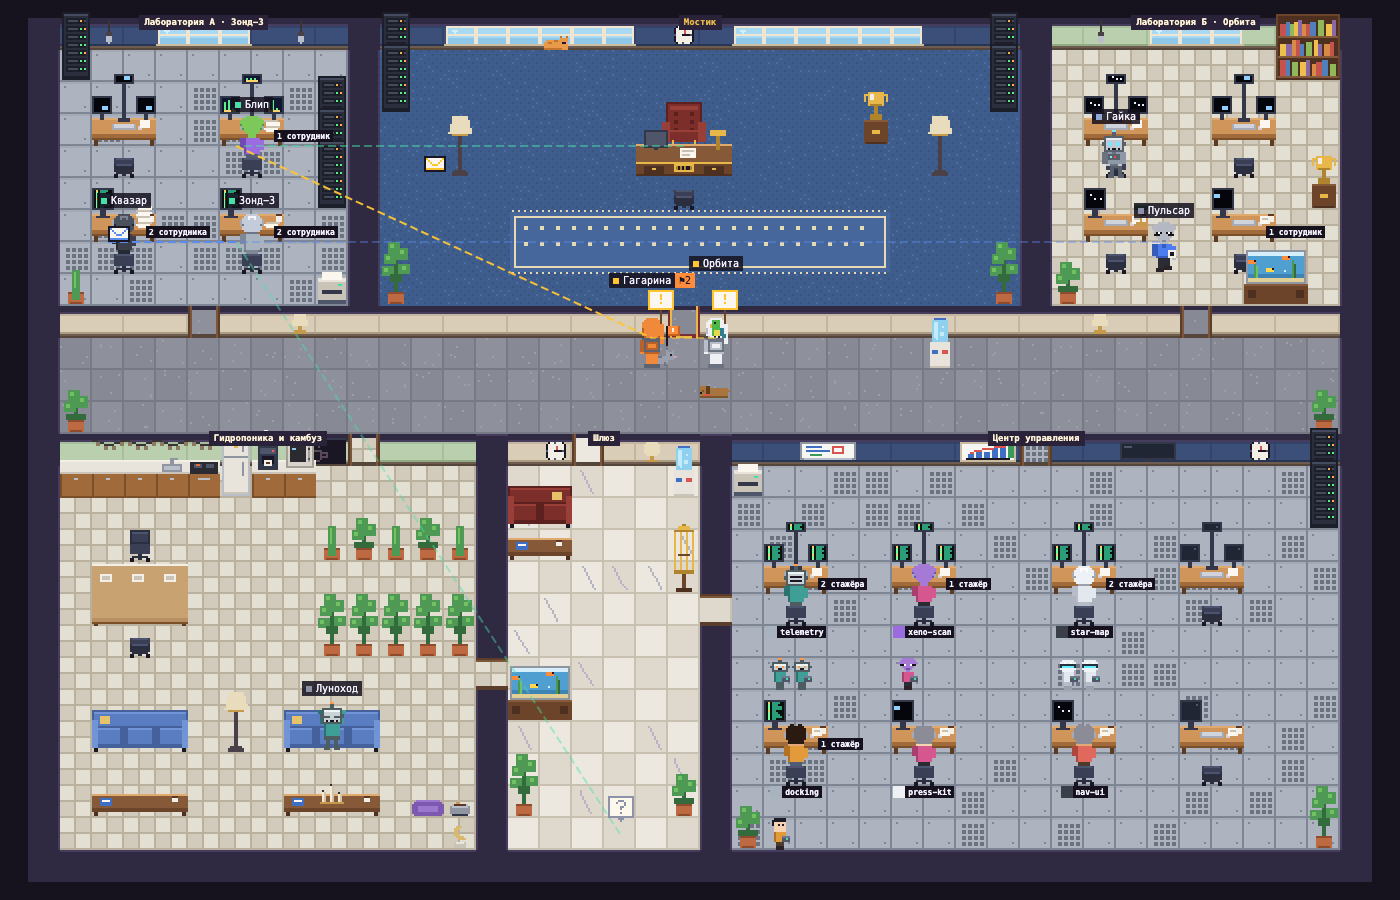 Лаборатория А · Зонд-3
Мостик
Лаборатория Б · Орбита
Блип
1 сотрудник
Гайка
Квазар
Зонд-3
2 сотрудника
2 сотрудника
Пульсар
1 сотрудник
Орбита
Гагарина
2
!
!
Гидропоника и камбуз
Шлюз
Центр управления
2 стажёра
1 стажёр
2 стажёра
telemetry
xeno-scan
star-map
Луноход
1 стажёр
docking
press-kit
nav-ui
?